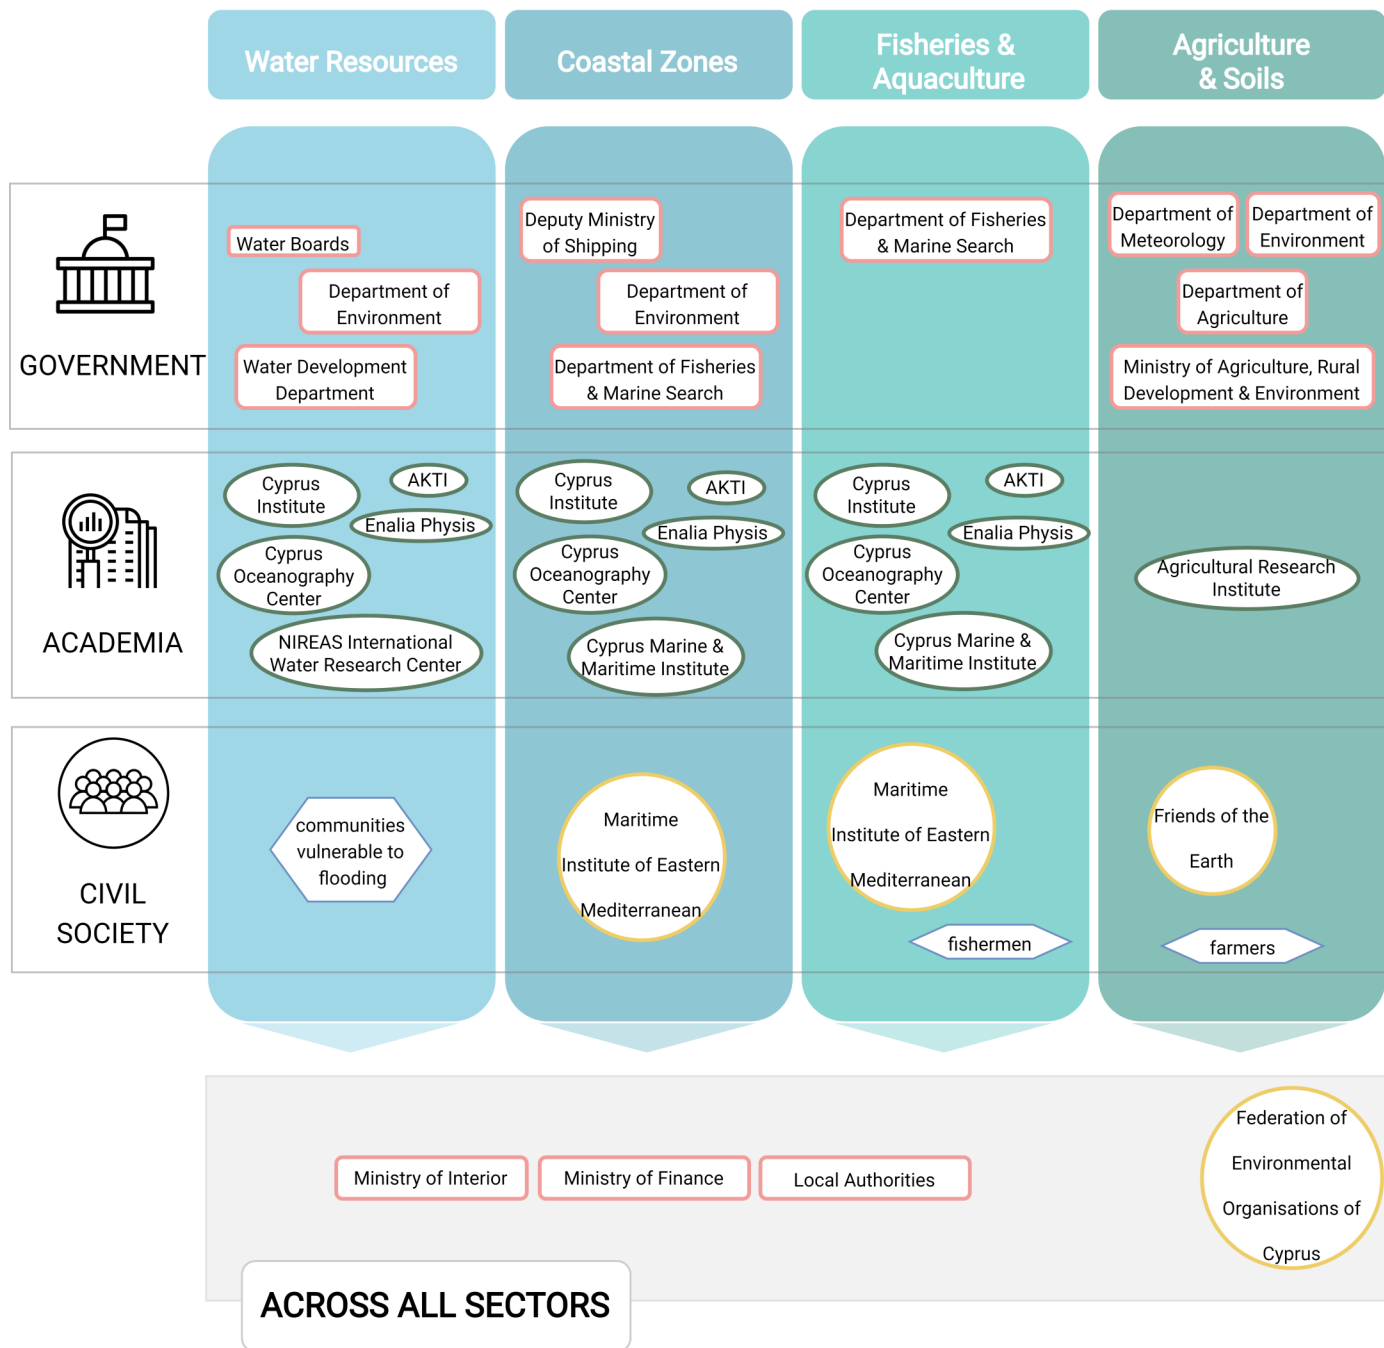 Water Resources
Coastal Zones
Fisheries &
Aquaculture
Agriculture
& Soils
GOVERNMENT
Water Boards
Department of
Environment
Water Development
Department
Deputy Ministry
of Shipping
Department of
Environment
Department of Fisheries
& Marine Search
Department of Fisheries
& Marine Search
Department of
Meteorology
Department of
Environment
Department of
Agriculture
Ministry of Agriculture, Rural
Development & Environment
ACADEMIA
Cyprus
Institute
AKTI
Enalia Physis
Cyprus
Oceanography
Center
NIREAS International
Water Research Center
Cyprus
Institute
AKTI
Enalia Physis
Cyprus
Oceanography
Center
Cyprus Marine &
Maritime Institute
Cyprus
Institute
AKTI
Enalia Physis
Cyprus
Oceanography
Center
Cyprus Marine &
Maritime Institute
Agricultural Research
Institute
CIVIL
SOCIETY
communities
vulnerable to
flooding
Maritime
Institute of Eastern
Mediterranean
Maritime
Institute of Eastern
Mediterranean
fishermen
Friends of the
Earth
farmers
Ministry of Interior
Ministry of Finance
Local Authorities
Federation of
Environmental
Organisations of
Cyprus
ACROSS ALL SECTORS